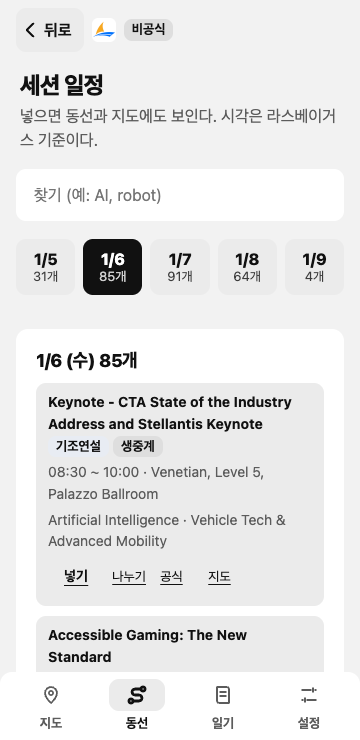 뒤로
비공식
세션 일정
넣으면 동선과 지도에도 보인다. 시각은 라스베이거
스 기준이다.
찾기 (예: AI, robot)
1/5
31개
1/6
85개
1/7
91개
1/8
64개
1/9
4개
1/6 (수) 85개
Keynote - CTA State of the Industry
Address and Stellantis Keynote
기조연설 생중계
08:30 ~ 10:00 · Venetian, Level 5,
Palazzo Ballroom
Artificial Intelligence · Vehicle Tech &
Advanced Mobility
넣기 나누기 공식 지도
Accessible Gaming: The New
Standard
지도 동선 일기 설정